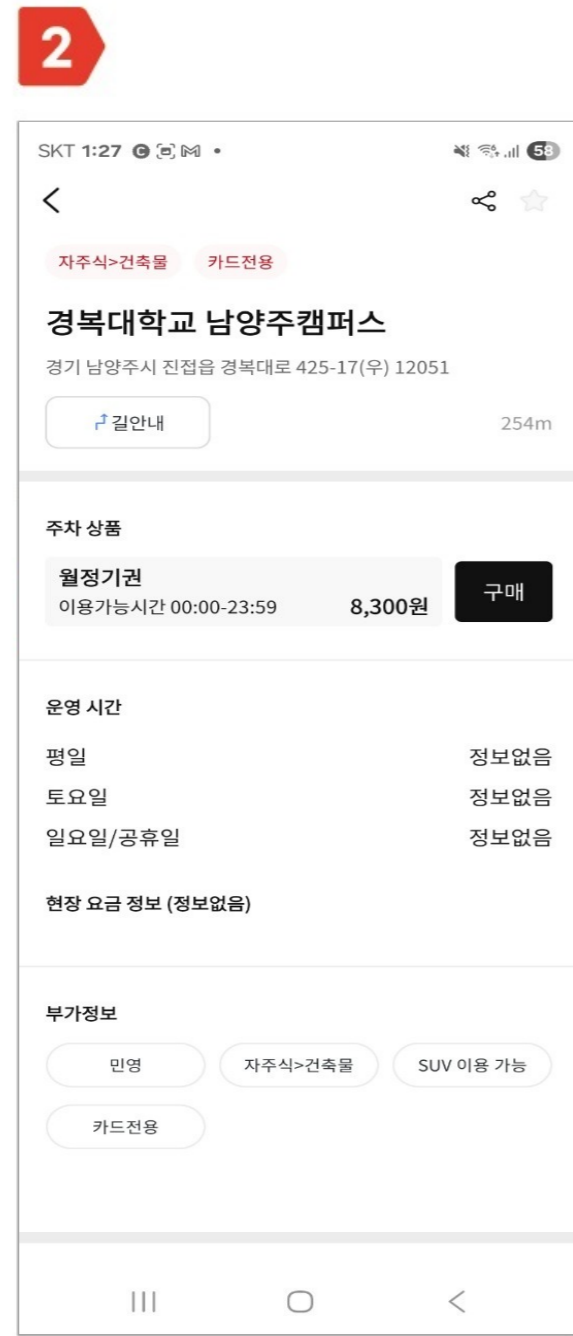 2
SKT 1:27
58
자주식>건축물 카드전용
경복대학교 남양주캠퍼스
경기 남양주시 진접읍 경복대로 425-17(우) 12051
길안내 254m
주차 상품
월정기권
이용가능시간 00:00-23:59 8,300원 구매
운영 시간
평일 정보없음
토요일 정보없음
일요일/공휴일 정보없음
현장 요금 정보 (정보없음)
부가정보
민영 자주식>건축물 SUV 이용 가능
카드전용